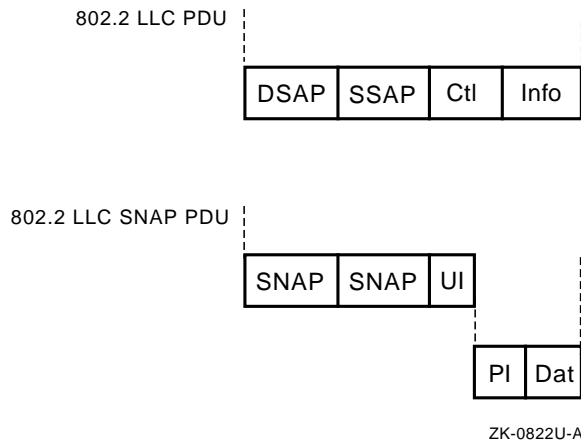 802.2 LLC PDU
DSAP SSAP Ctl Info
802.2 LLC SNAP PDU
SNAP SNAP UI
PI Dat
ZK-0822U-A